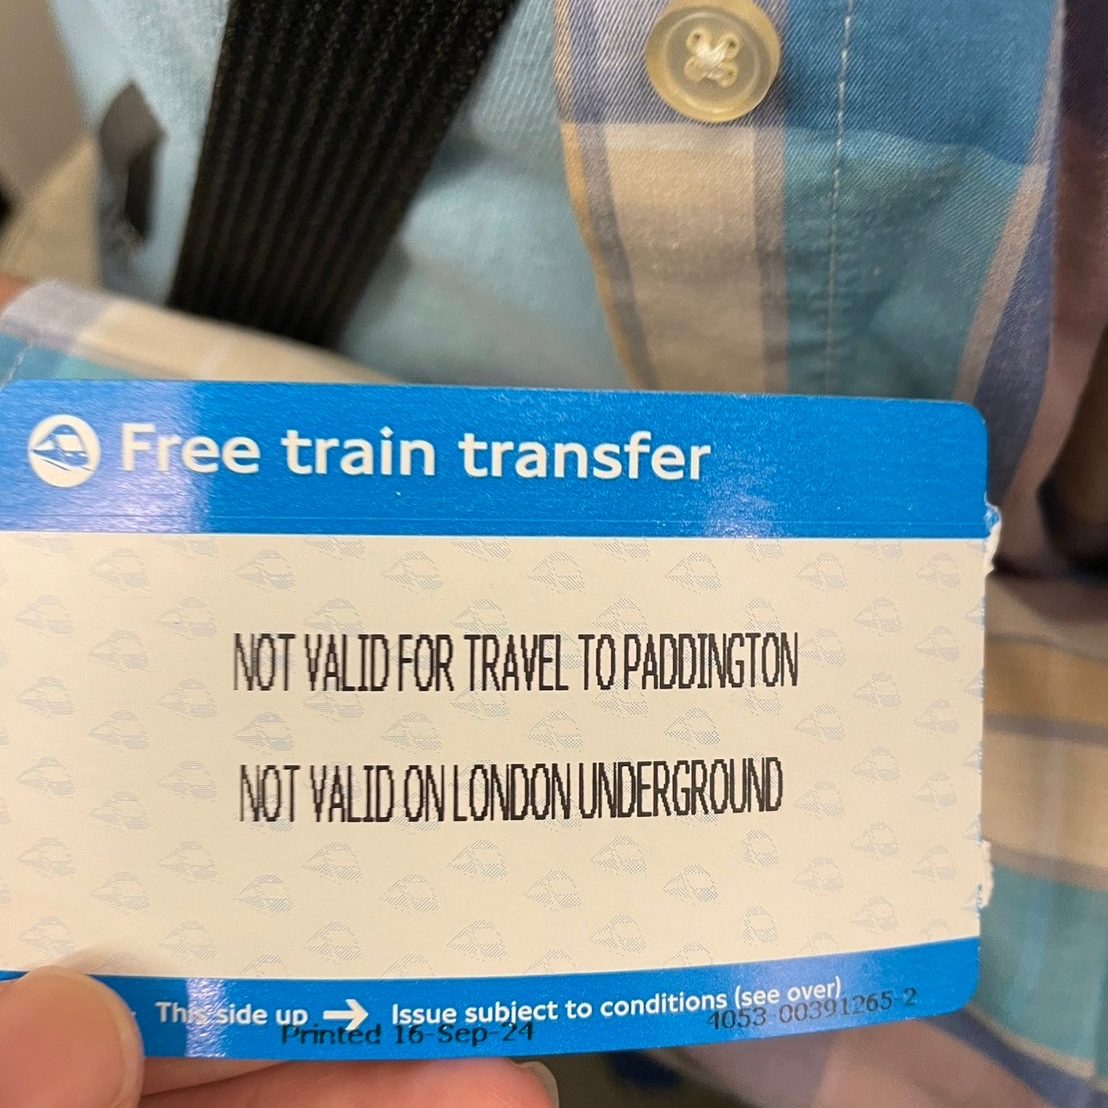 Free train transfer
NOT VALID FOR TRAVEL TO PADDINGTON
NOT VALID ON LONDON UNDERGROUND
This side up → Issue subject to conditions (see over)
Printed 16-Sep-24 4053-00391265-2